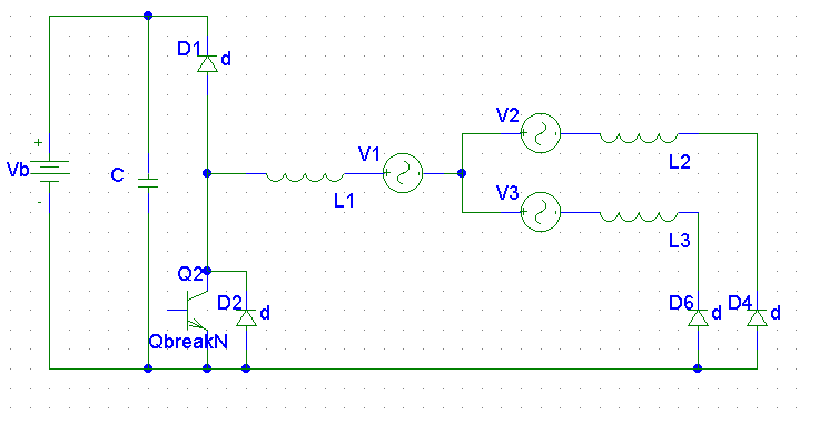 D1
d
V2
+
V1
+
Vb
-
C
+
L2
L1
V3
+
L3
Q2
D2
d
D6
d
D4
d
QbreakN